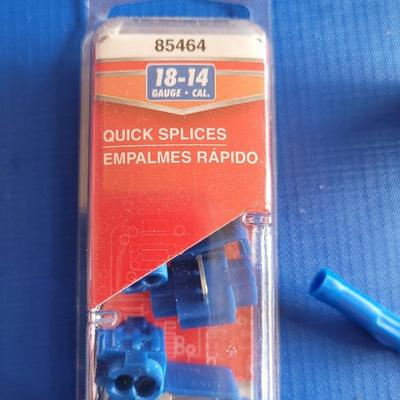 85464
18-14
GAUGE • CAL.
QUICK SPLICES
EMPALMES RÁPIDO